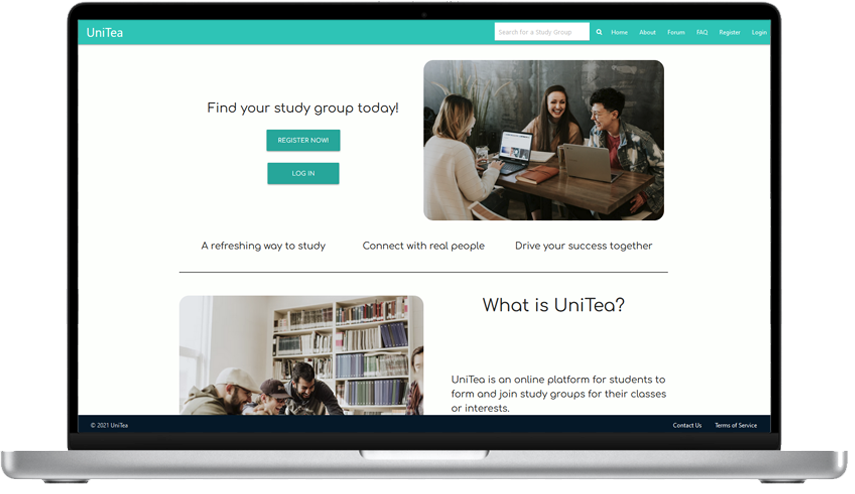 UniTea
Search for a Study Group
Home
About
Forum
FAQ
Register
Login
Find your study group today!
REGISTER NOW!
LOG IN
A refreshing way to study
Connect with real people
Drive your success together
What is UniTea?
UniTea is an online platform for students to
form and join study groups for their classes
or interests.
© 2021 UniTea
Contact Us
Terms of Service